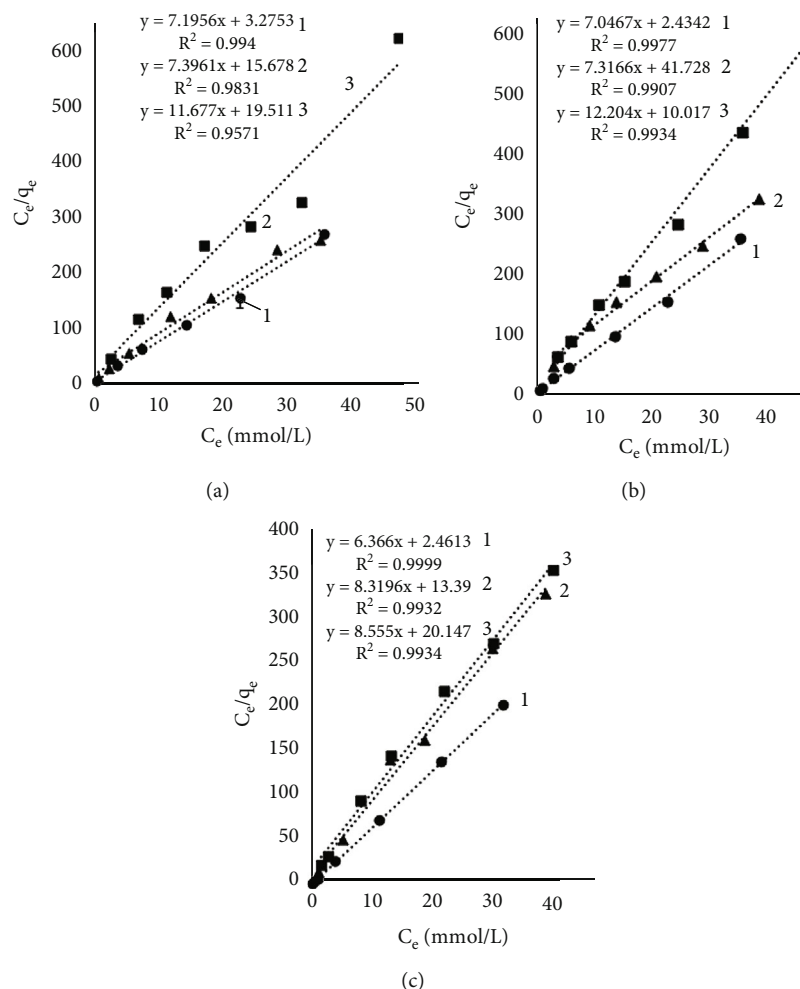 y = 7.1956x + 3.2753 1
R² = 0.994
y = 7.3961x + 15.678 2
R² = 0.9831
y = 11.677x + 19.511 3
R² = 0.9571
600
500
400
300
200
100
0
Cₑ/qₑ
3
2
1
0 10 20 30 40 50
Cₑ (mmol/L)
(a)
y = 7.0467x + 2.4342 1
R² = 0.9977
y = 7.3166x + 41.728 2
R² = 0.9907
y = 12.204x + 10.017 3
R² = 0.9934
600
500
400
300
200
100
0
Cₑ/qₑ
2
1
0 10 20 30 40
Cₑ (mmol/L)
(b)
y = 6.366x + 2.4613 1
R² = 0.9999
y = 8.3196x + 13.39 2
R² = 0.9932
y = 8.555x + 20.147 3
R² = 0.9934
400
350
300
250
200
150
100
50
0
Cₑ/qₑ
3
2
1
0 10 20 30 40
Cₑ (mmol/L)
(c)